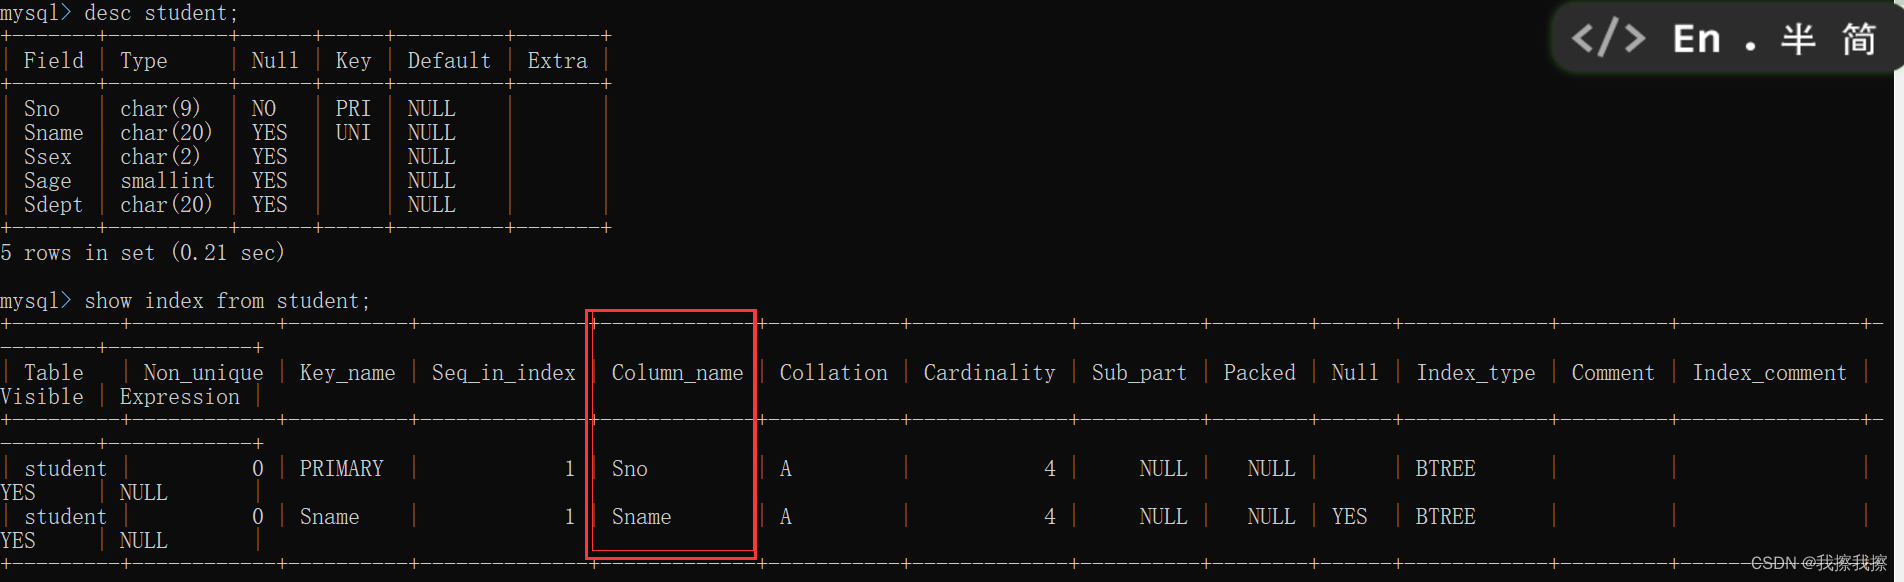 mysql> desc student;
</> En . 半 简
+-------+----------+------+-----+---------+-------+
| Field | Type     | Null | Key | Default | Extra |
+-------+----------+------+-----+---------+-------+
| Sno   | char(9)  | NO   | PRI | NULL    |       |
| Sname | char(20) | YES  | UNI | NULL    |       |
| Ssex  | char(2)  | YES  |     | NULL    |       |
| Sage  | smallint | YES  |     | NULL    |       |
| Sdept | char(20) | YES  |     | NULL    |       |
+-------+----------+------+-----+---------+-------+
5 rows in set (0.21 sec)
mysql> show index from student;
+---------+------------+----------+--------------+-------------+-----------+-------------+----------+--------+------+------------+---------+---------------+-
--------+------------+
| Table   | Non_unique | Key_name | Seq_in_index | Column_name | Collation | Cardinality | Sub_part | Packed | Null | Index_type | Comment | Index_comment |
Visible | Expression |
+---------+------------+----------+--------------+-------------+-----------+-------------+----------+--------+------+------------+---------+---------------+-
--------+------------+
| student |          0 | PRIMARY  |            1 | Sno         | A         |           4 |     NULL |   NULL |      | BTREE      |         |               |
YES     | NULL       |
| student |          0 | Sname    |            1 | Sname       | A         |           4 |     NULL |   NULL | YES  | BTREE      |         |               |
YES     | NULL       |
+---------+------------+----------+--------------+-------------+-----------+-------------+----------+--------+------+------------+---------+---------------+-
CSDN @我擦我擦